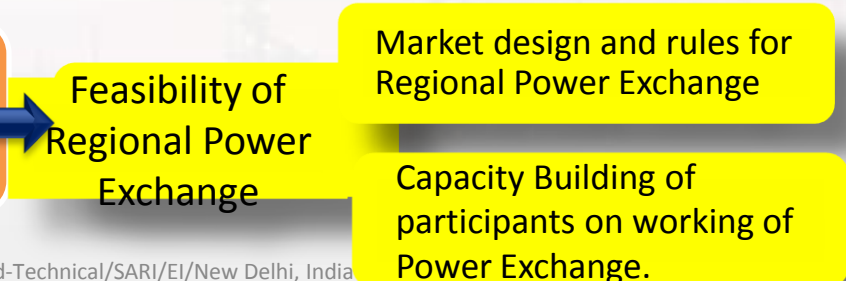 Feasibility of
Regional Power
Exchange
Market design and rules for
Regional Power Exchange
Capacity Building of
participants on working of
Power Exchange.
d-Technical/SARI/EI/New Delhi, India